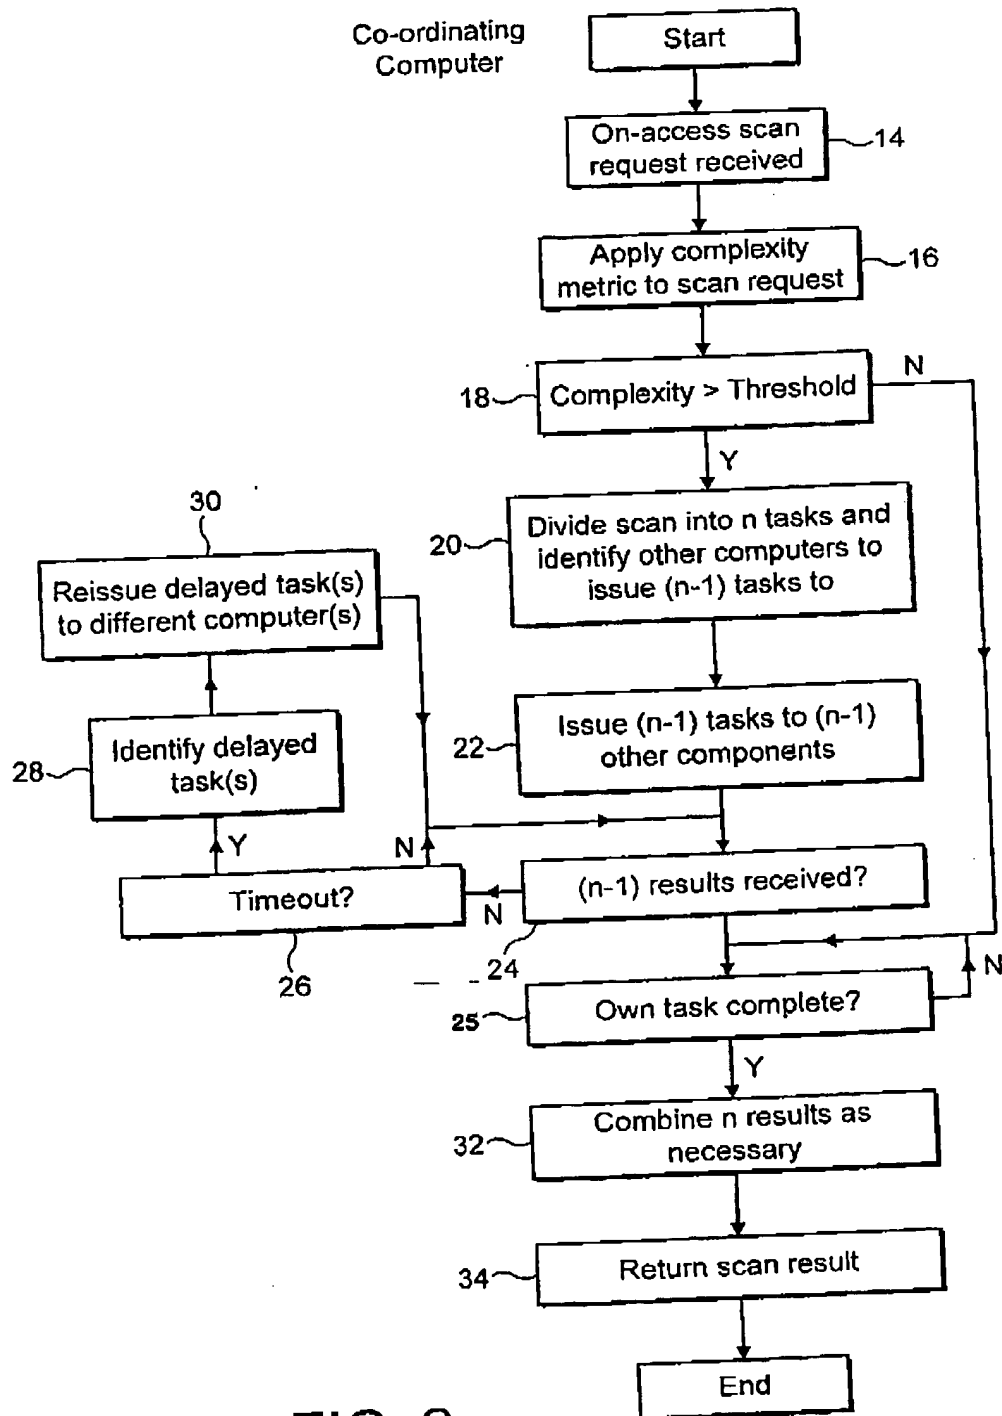 Co-ordinating
Computer
Start
On-access scan
request received
14
Apply complexity
metric to scan request
16
Complexity > Threshold
18
N
Y
Divide scan into n tasks and
identify other computers to
issue (n-1) tasks to
20
30
Reissue delayed task(s)
to different computer(s)
Issue (n-1) tasks to (n-1)
other components
22
Identify delayed
task(s)
28
Y
N
Timeout?
26
N
(n-1) results received?
24
N
Own task complete?
25
Y
Combine n results as
necessary
32
Return scan result
34
End